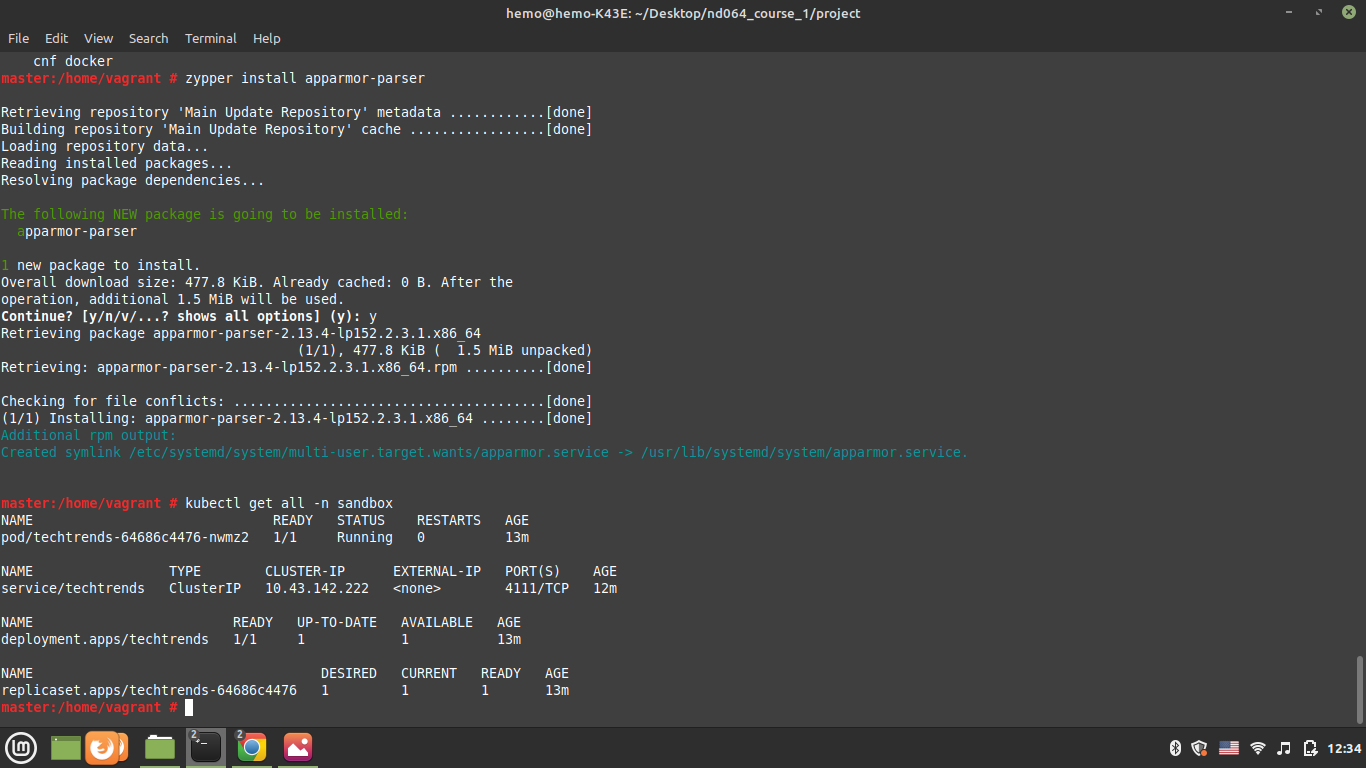 hemo@hemo-K43E: ~/Desktop/nd064_course_1/project
File Edit View Search Terminal Help
    cnf docker
master:/home/vagrant # zypper install apparmor-parser
Retrieving repository 'Main Update Repository' metadata ............[done]
Building repository 'Main Update Repository' cache .................[done]
Loading repository data...
Reading installed packages...
Resolving package dependencies...
The following NEW package is going to be installed:
  apparmor-parser
1 new package to install.
Overall download size: 477.8 KiB. Already cached: 0 B. After the
operation, additional 1.5 MiB will be used.
Continue? [y/n/v/...? shows all options] (y): y
Retrieving package apparmor-parser-2.13.4-lp152.2.3.1.x86_64
                                     (1/1), 477.8 KiB (  1.5 MiB unpacked)
Retrieving: apparmor-parser-2.13.4-lp152.2.3.1.x86_64.rpm ..........[done]
Checking for file conflicts: .......................................[done]
(1/1) Installing: apparmor-parser-2.13.4-lp152.2.3.1.x86_64 ........[done]
Additional rpm output:
Created symlink /etc/systemd/system/multi-user.target.wants/apparmor.service -> /usr/lib/systemd/system/apparmor.service.
master:/home/vagrant # kubectl get all -n sandbox
NAME                              READY   STATUS    RESTARTS   AGE
pod/techtrends-64686c4476-nwmz2   1/1     Running   0          13m
NAME                 TYPE        CLUSTER-IP      EXTERNAL-IP   PORT(S)    AGE
service/techtrends   ClusterIP   10.43.142.222   <none>        4111/TCP   12m
NAME                         READY   UP-TO-DATE   AVAILABLE   AGE
deployment.apps/techtrends   1/1     1            1           13m
NAME                                    DESIRED   CURRENT   READY   AGE
replicaset.apps/techtrends-64686c4476   1         1         1       13m
master:/home/vagrant #
2
2
12:34